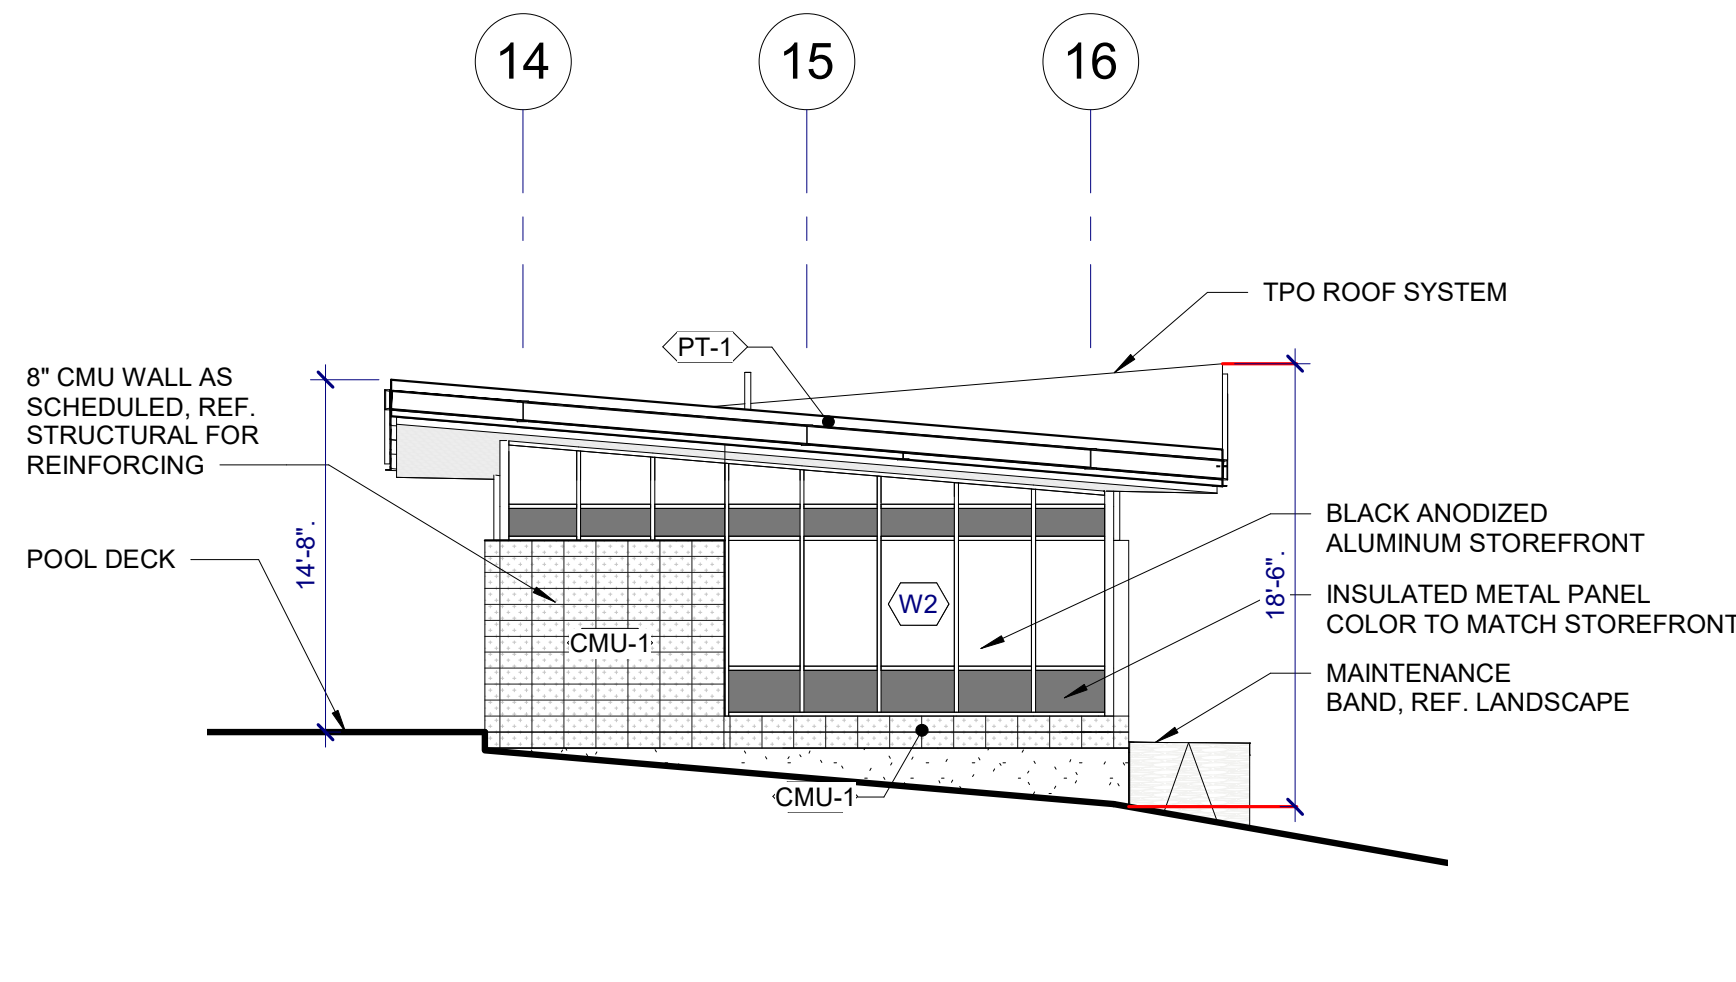 14
15
16
TPO ROOF SYSTEM
PT-1
8" CMU WALL AS
SCHEDULED, REF.
STRUCTURAL FOR
REINFORCING
POOL DECK
14'-8".
CMU-1
W2
CMU-1
18'-6".
BLACK ANODIZED
ALUMINUM STOREFRONT
INSULATED METAL PANEL
COLOR TO MATCH STOREFRONT
MAINTENANCE
BAND, REF. LANDSCAPE